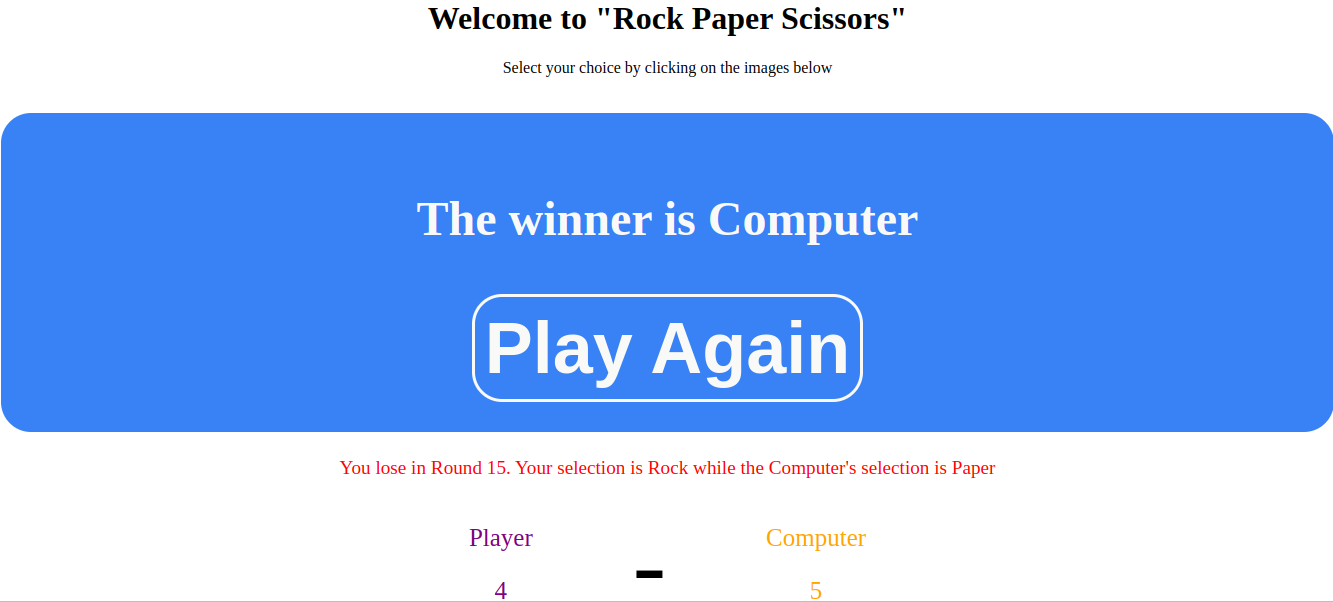 Welcome to "Rock Paper Scissors"
Select your choice by clicking on the images below
The winner is Computer
Play Again
You lose in Round 15. Your selection is Rock while the Computer's selection is Paper
Player
Computer
-
4
5